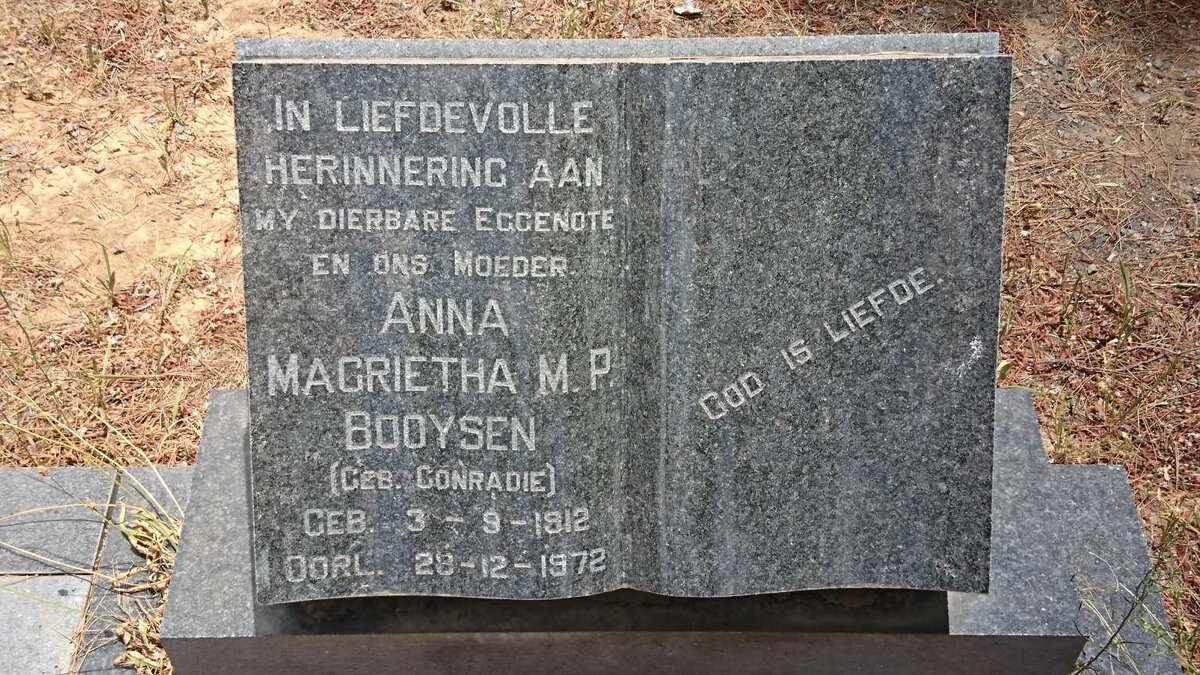 IN LIEFDEVOLLE
HERINNERING AAN
MY DIERBARE EGGENOTE
EN ONS MOEDER.
ANNA
MAGRIETHA M.P.
BOOYSEN
(GEB. CONRADIE)
GEB. 3-9-1912
OORL. 28-12-1972
GOD IS LIEFDE.